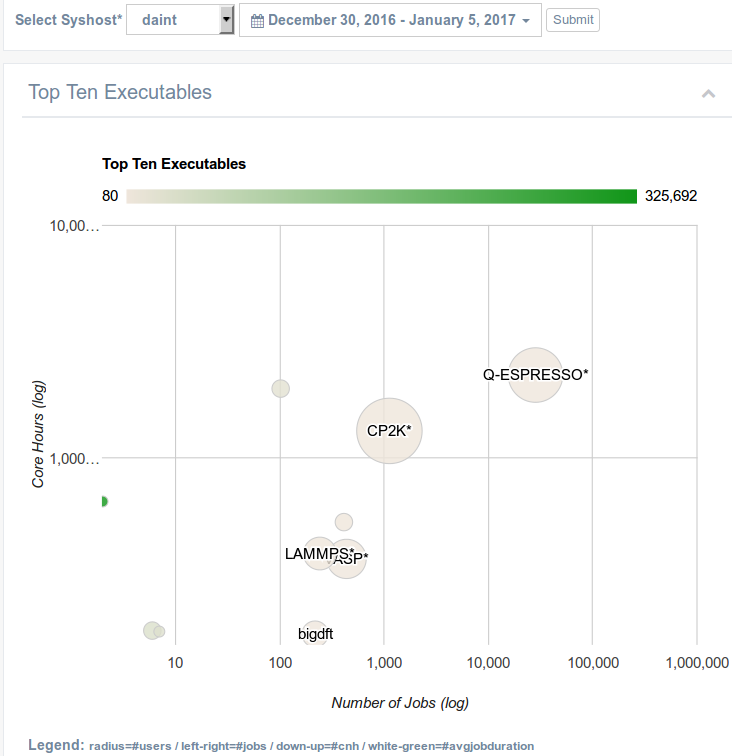 Select Syshost* daint December 30, 2016 - January 5, 2017 Submit
Top Ten Executables
Top Ten Executables
80 325,692
10,00…
Q-ESPRESSO*
CP2K*
Core Hours (log)
1,000…
LAMMPS* ASP*
bigdft
10 100 1,000 10,000 100,000 1,000,000
Number of Jobs (log)
Legend: radius=#users / left-right=#jobs / down-up=#cnh / white-green=#avgjobduration